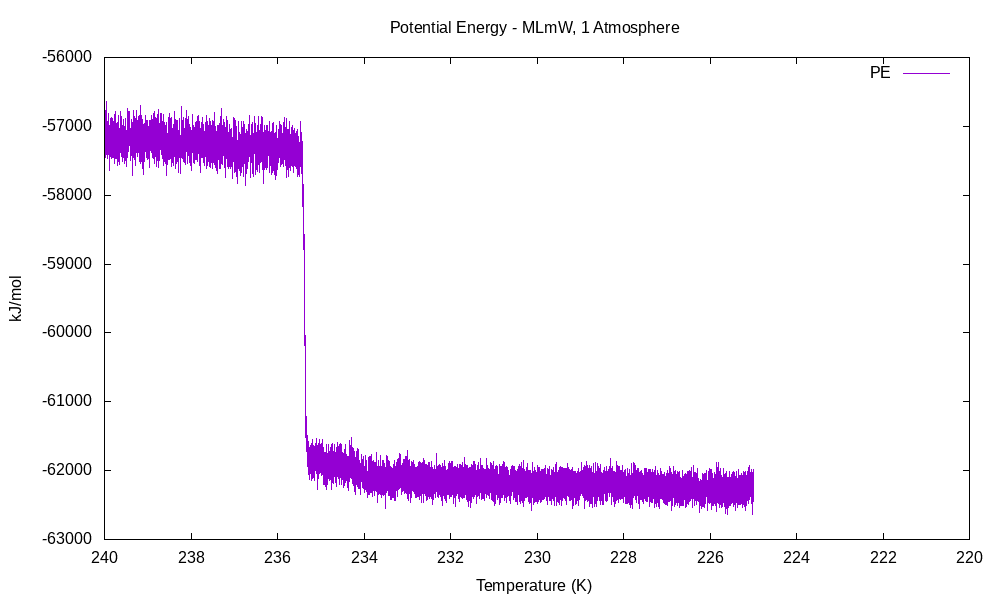 Potential Energy - MLmW, 1 Atmosphere
-56000
PE
-57000
-58000
-59000
kJ/mol
-60000
-61000
-62000
-63000
240 238 236 234 232 230 228 226 224 222 220
Temperature (K)